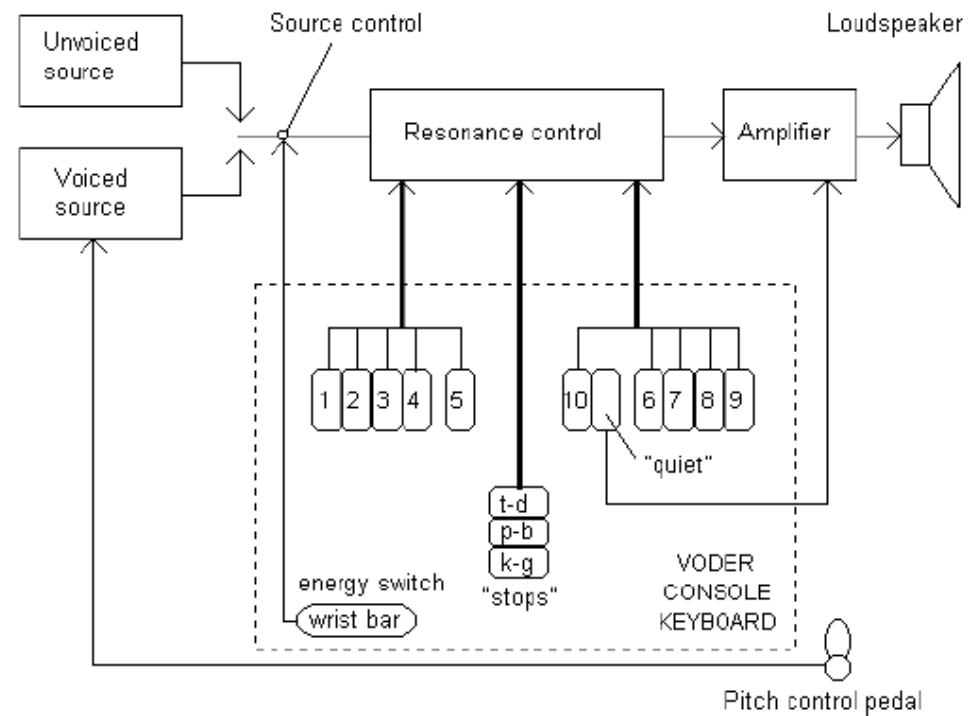 Source control
Loudspeaker
Unvoiced
source
Resonance control
Amplifier
Voiced
source
1 2 3 4 5
10 6 7 8 9
"quiet"
t-d
p-b
k-g
"stops"
energy switch
wrist bar
VODER
CONSOLE
KEYBOARD
Pitch control pedal